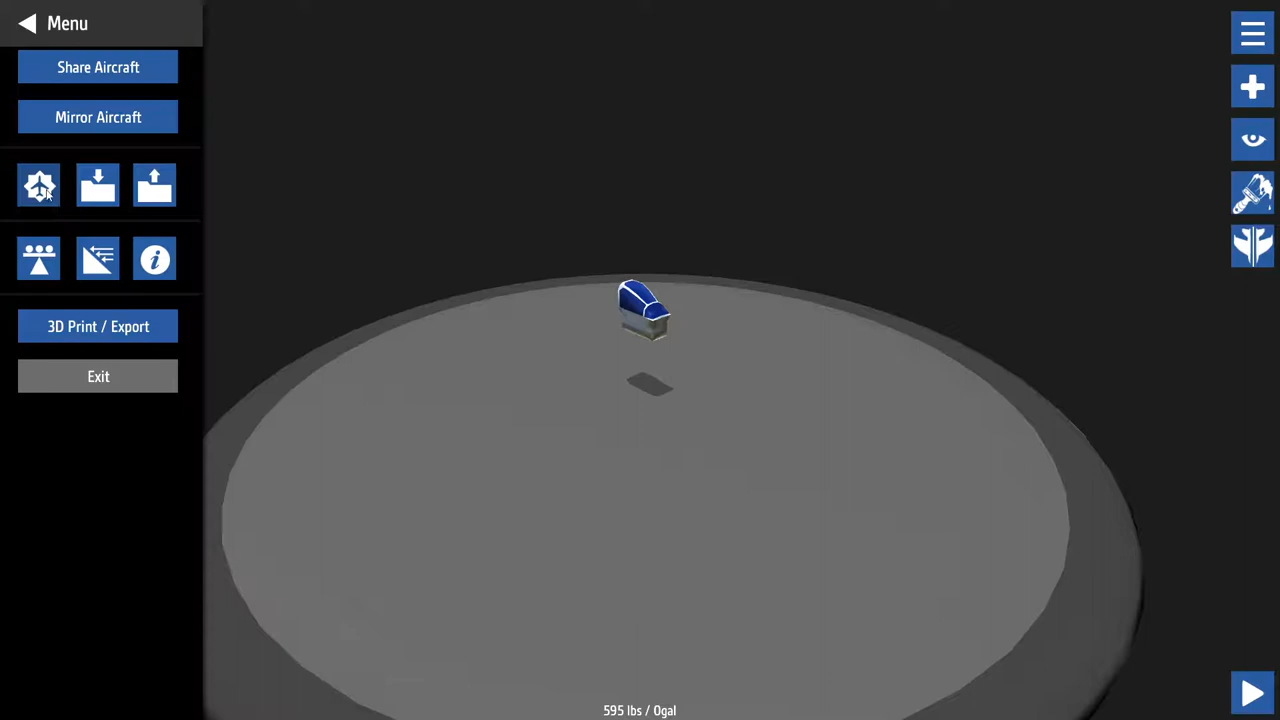 Menu
Share Aircraft
Mirror Aircraft
3D Print / Export
Exit
595 lbs / 0gal